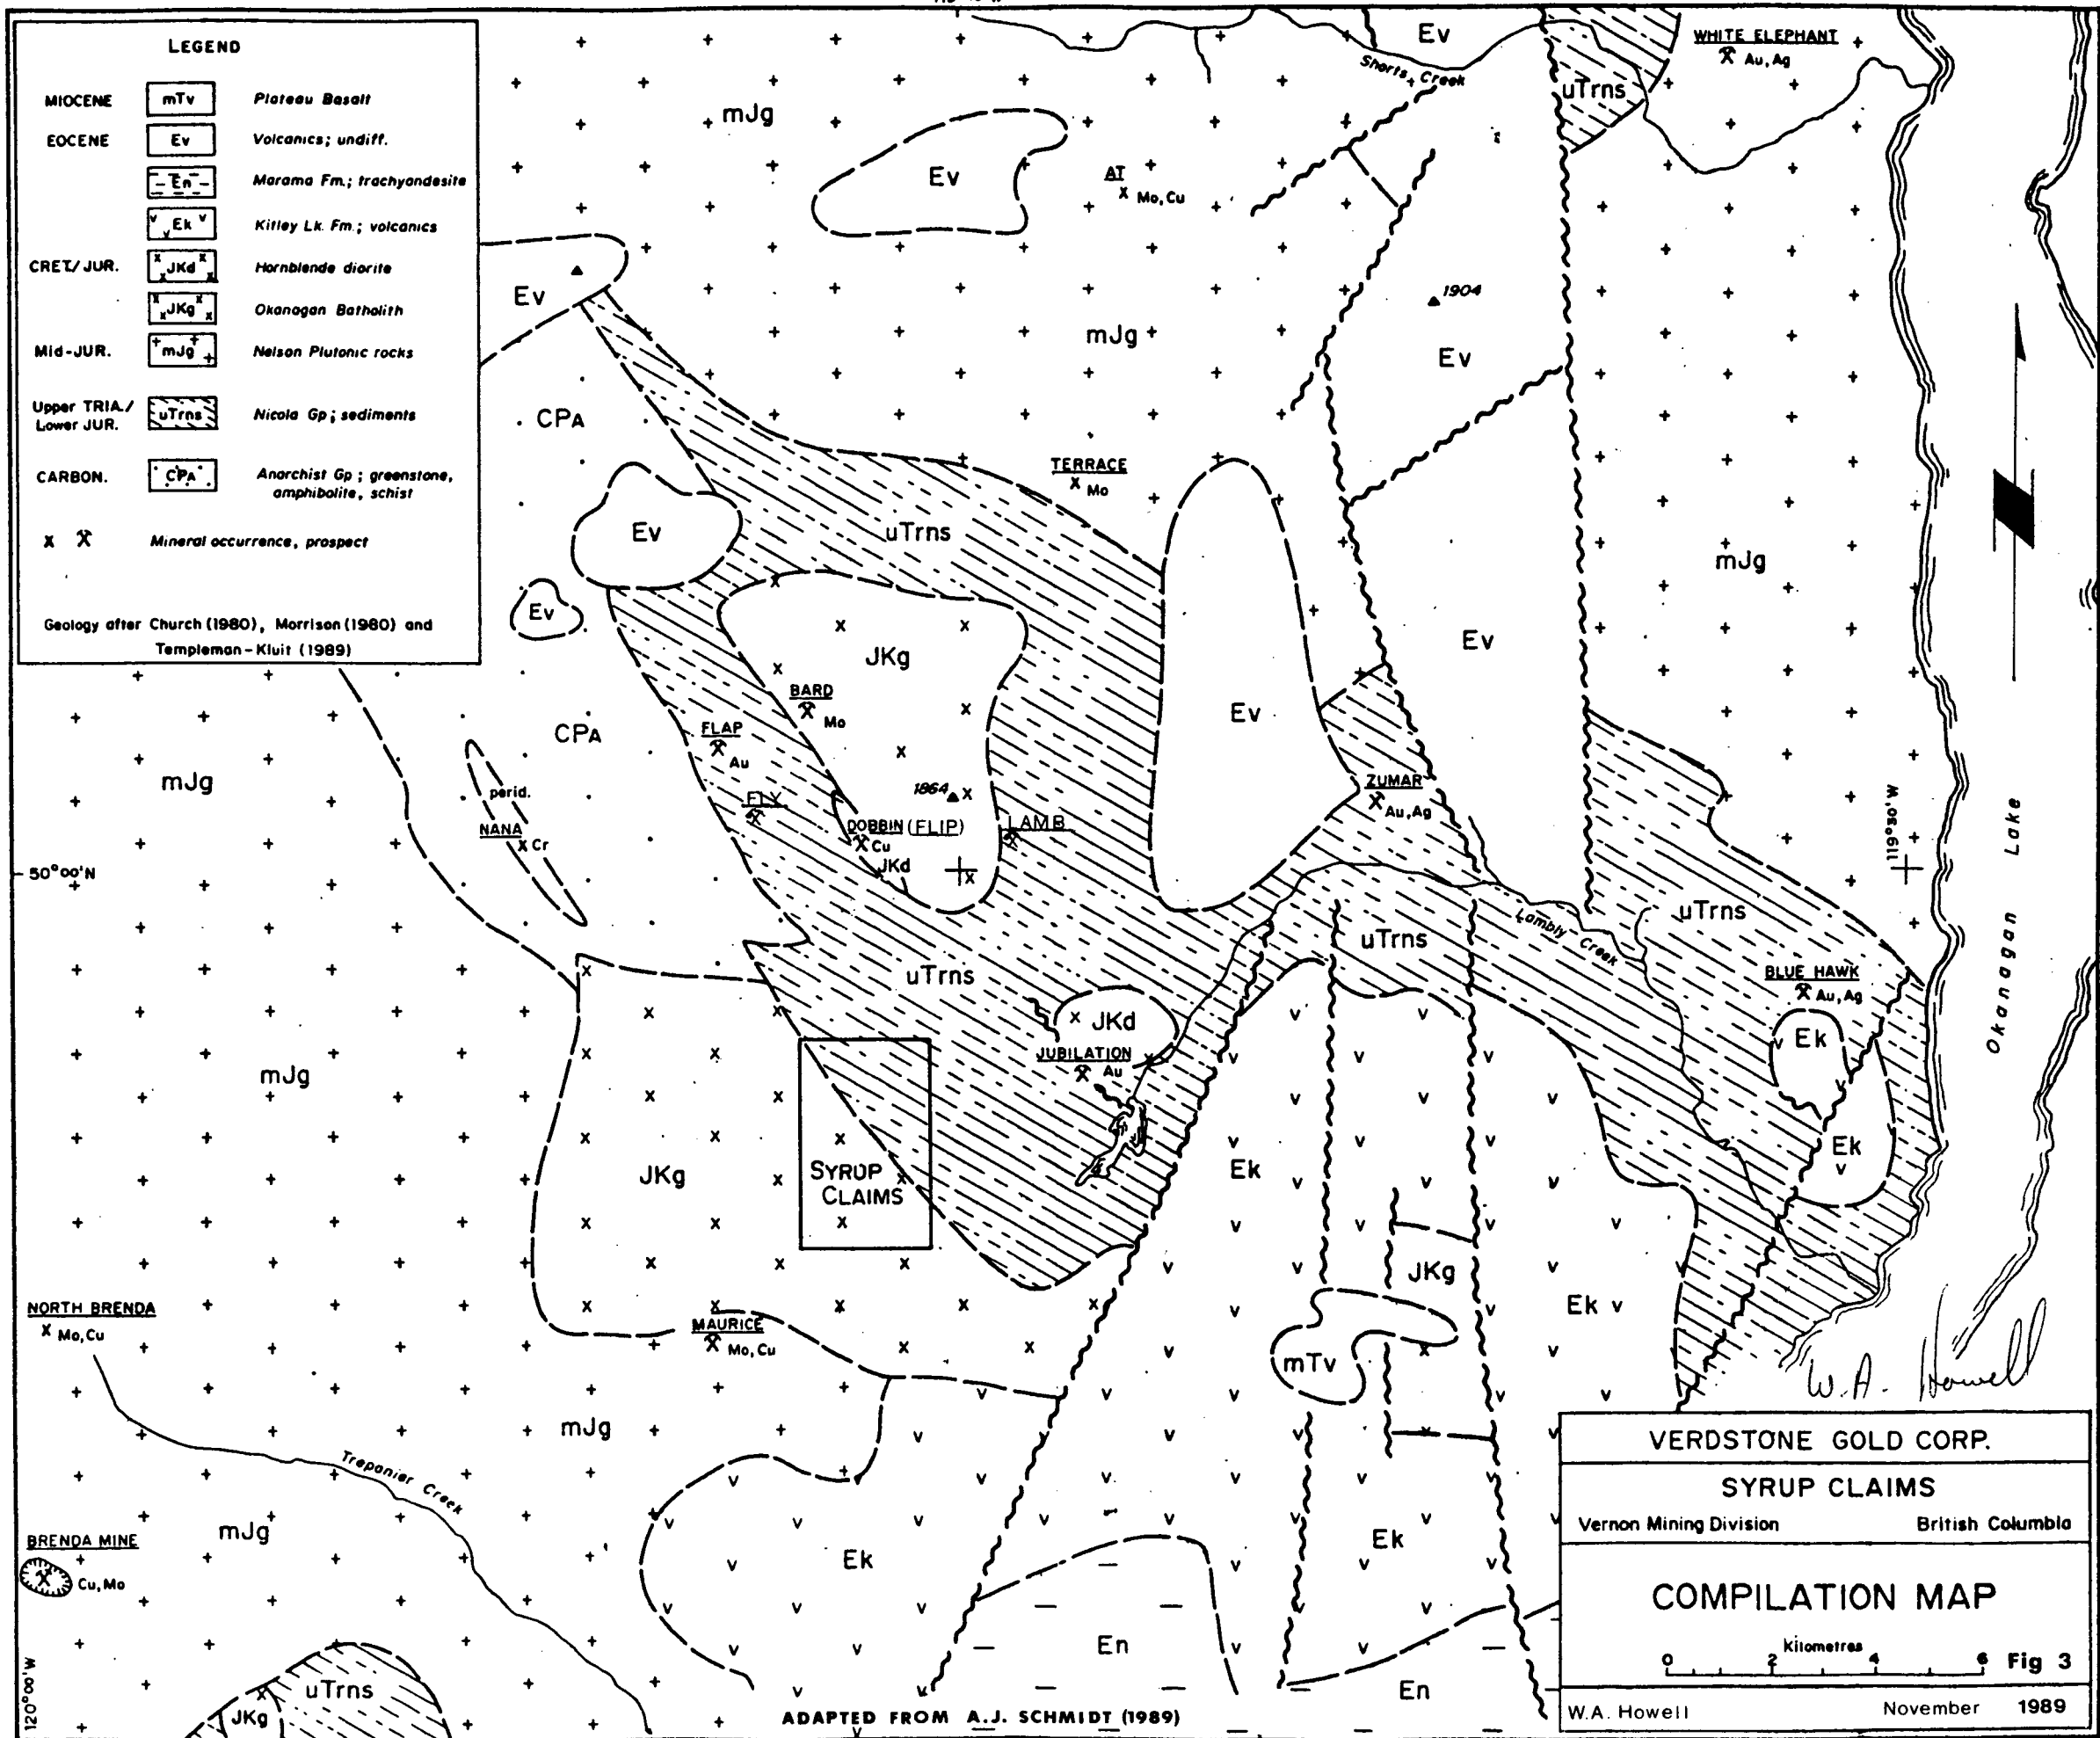 LEGEND
MIOCENE mTv Plateau Basalt
EOCENE Ev Volcanics; undiff.
En Marama Fm.; trachyandesite
Ek Kitley Lk. Fm.; volcanics
CRET./JUR. JKd Hornblende diorite
JKg Okanagan Batholith
Mid-JUR. mJg Nelson Plutonic rocks
Upper TRIA./ Lower JUR. uTrns Nicola Gp; sediments
CARBON. CPA Anarchist Gp; greenstone,
amphibolite, schist
x Mineral occurrence, prospect
Geology after Church (1980), Morrison (1980) and
Templeman-Kluit (1989)
Ev
Shorts Creek
uTrns
WHITE ELEPHANT
Au, Ag
mJg
Ev
AT
Mo, Cu
Ev
1904
mJg
Ev
CPA
TERRACE
Mo
Ev
uTrns
mJg
Ev
JKg
Ev
BARD
Mo
Ev
CPA
FLAP
Au
mJg
perid.
NANA
Cr
FLY
1864
DOBBIN (FLIP)
Cu
JKd
LAMB
ZUMAR
Au, Ag
119°30'W
Okanagan Lake
50°00'N
Lambly Creek
uTrns
uTrns
uTrns
BLUE HAWK
Au, Ag
JKd
Ek
JUBILATION
Au
mJg
Ek
JKg
SYRUP
CLAIMS
Ek
JKg
Ek
NORTH BRENDA
Mo, Cu
MAURICE
Mo, Cu
mTv
W.A. Howell
mJg
Trepanier Creek
mJg
BRENDA MINE
Cu, Mo
Ek
Ek
En
En
uTrns
JKg
120°00'W
ADAPTED FROM A.J. SCHMIDT (1989)
VERDSTONE GOLD CORP.
SYRUP CLAIMS
Vernon Mining Division British Columbia
COMPILATION MAP
Kilometres
0 2 4 6 Fig 3
W.A. Howell November 1989